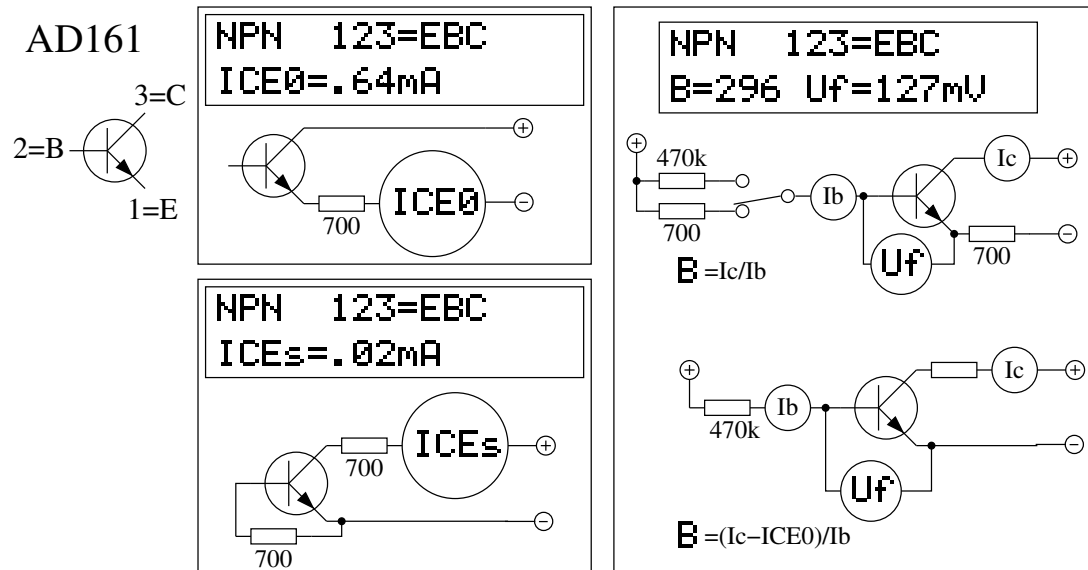 AD161
3=C
2=B
1=E
NPN 123=EBC
ICE0=.64mA
+
ICE0
700
−
NPN 123=EBC
ICEs=.02mA
700
ICEs
+
700
−
NPN 123=EBC
B=296 Uf=127mV
+
470k
700
Ib
Ic
+
Uf
700
−
B=Ic/Ib
+
470k
Ib
Ic
+
Uf
−
B=(Ic−ICE0)/Ib